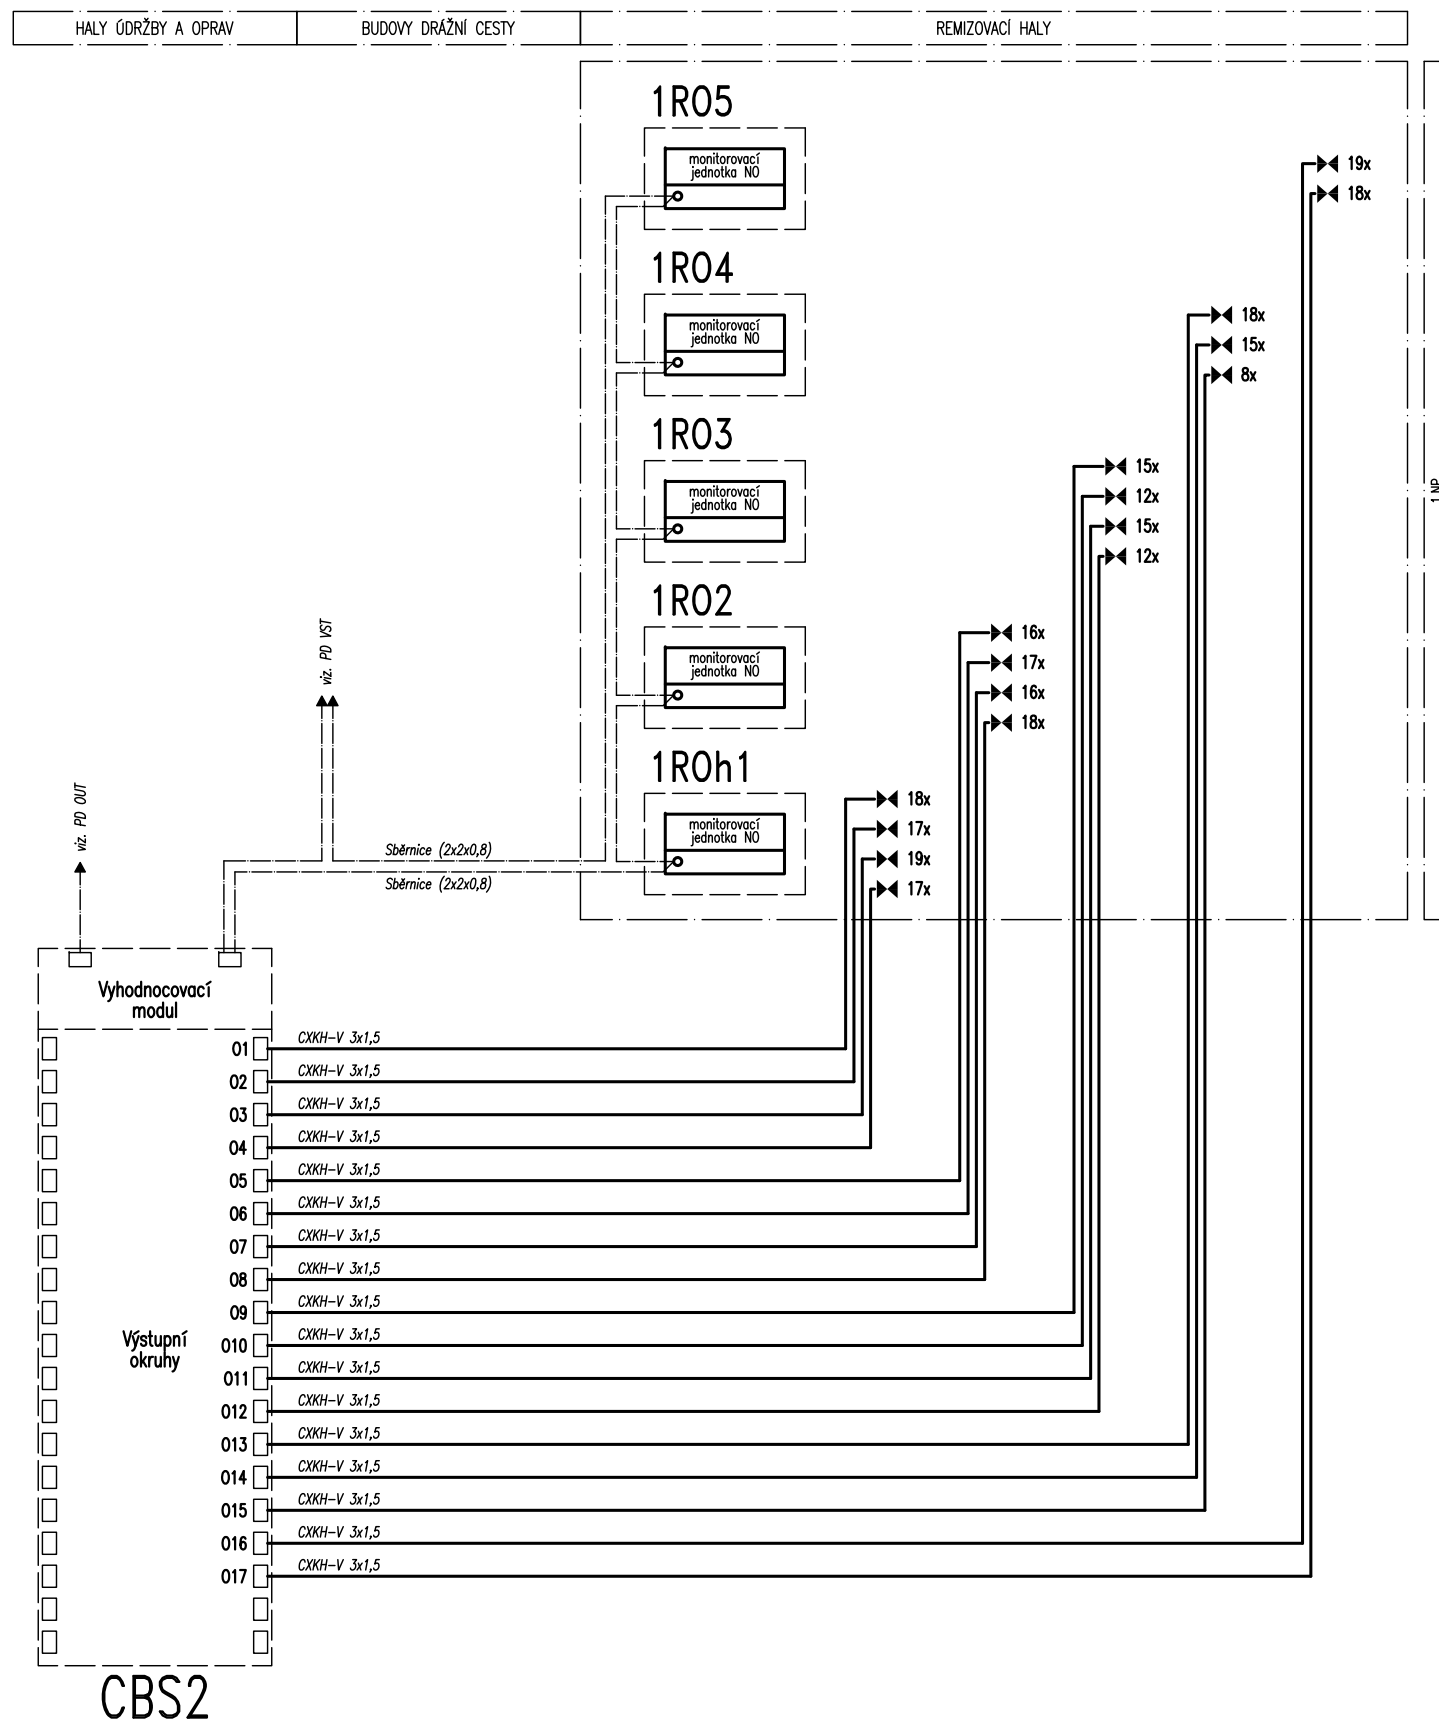 HALY ÚDRŽBY A OPRAV
BUDOVY DRÁŽNÍ CESTY
REMIZOVACÍ HALY
1RO5
monitorovací
jednotka NO
19x
18x
1RO4
monitorovací
jednotka NO
18x
15x
8x
1RO3
monitorovací
jednotka NO
15x
12x
15x
12x
1 NP
1RO2
monitorovací
jednotka NO
16x
17x
16x
18x
viz. PD VST
1ROh1
monitorovací
jednotka NO
18x
17x
19x
17x
viz. PD OUT
Sběrnice (2x2x0,8)
Sběrnice (2x2x0,8)
Vyhodnocovací
modul
O1
CXKH-V 3x1,5
O2
CXKH-V 3x1,5
O3
CXKH-V 3x1,5
O4
CXKH-V 3x1,5
O5
CXKH-V 3x1,5
O6
CXKH-V 3x1,5
O7
CXKH-V 3x1,5
O8
CXKH-V 3x1,5
O9
CXKH-V 3x1,5
Výstupní
okruhy
O10
CXKH-V 3x1,5
O11
CXKH-V 3x1,5
O12
CXKH-V 3x1,5
O13
CXKH-V 3x1,5
O14
CXKH-V 3x1,5
O15
CXKH-V 3x1,5
O16
CXKH-V 3x1,5
O17
CXKH-V 3x1,5
CBS2